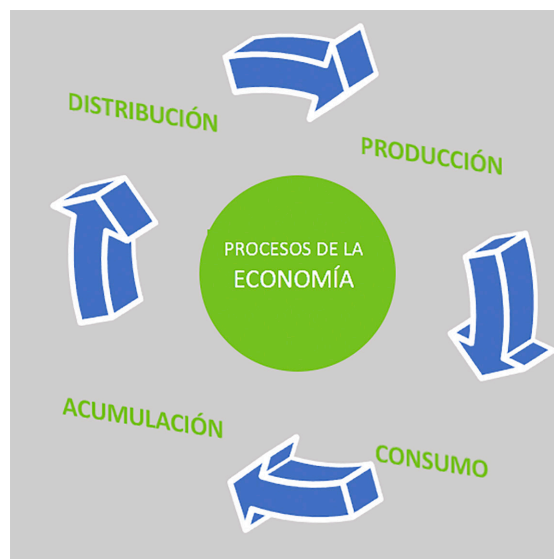 DISTRIBUCIÓN
PRODUCCIÓN
PROCESOS DE LA
ECONOMÍA
ACUMULACIÓN
CONSUMO